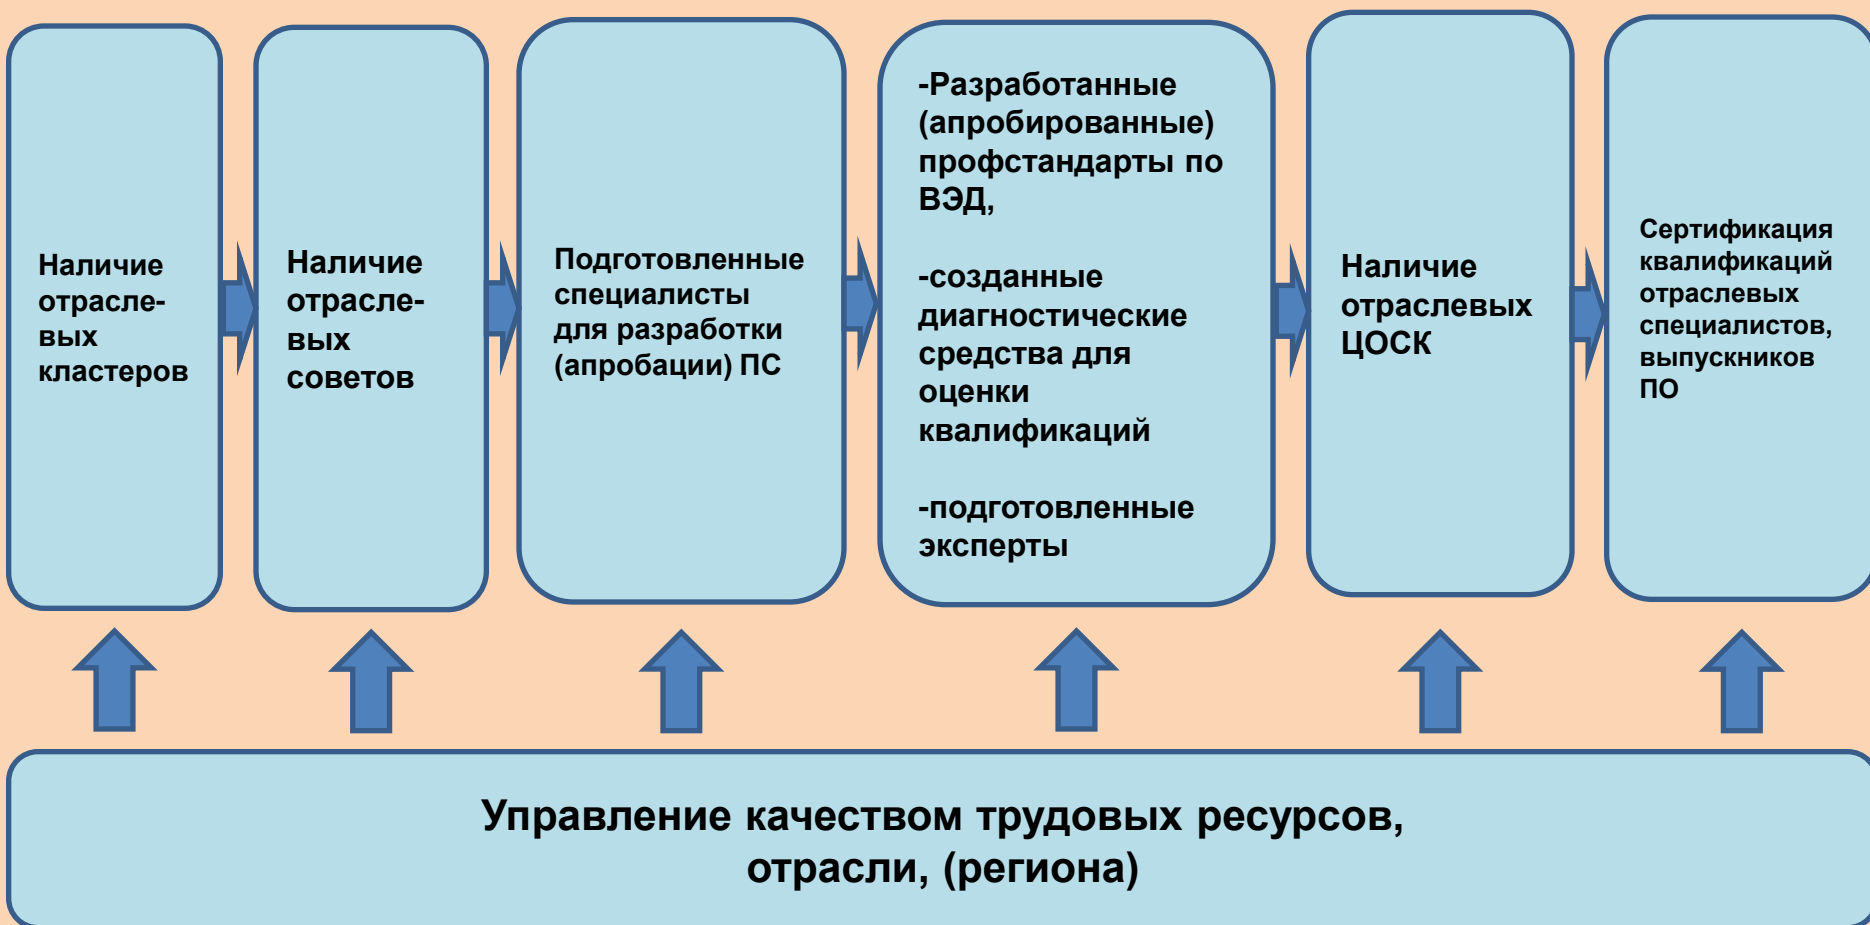 Наличие
отрасле-
вых
кластеров
Наличие
отрасле-
вых
советов
Подготовленные
специалисты
для разработки
(апробации) ПС
-Разработанные
(апробированные)
профстандарты по
ВЭД,
-созданные
диагностические
средства для
оценки
квалификаций
-подготовленные
эксперты
Наличие
отраслевых
ЦОСК
Сертификация
квалификаций
отраслевых
специалистов,
выпускников
ПО
Управление качеством трудовых ресурсов,
отрасли, (региона)